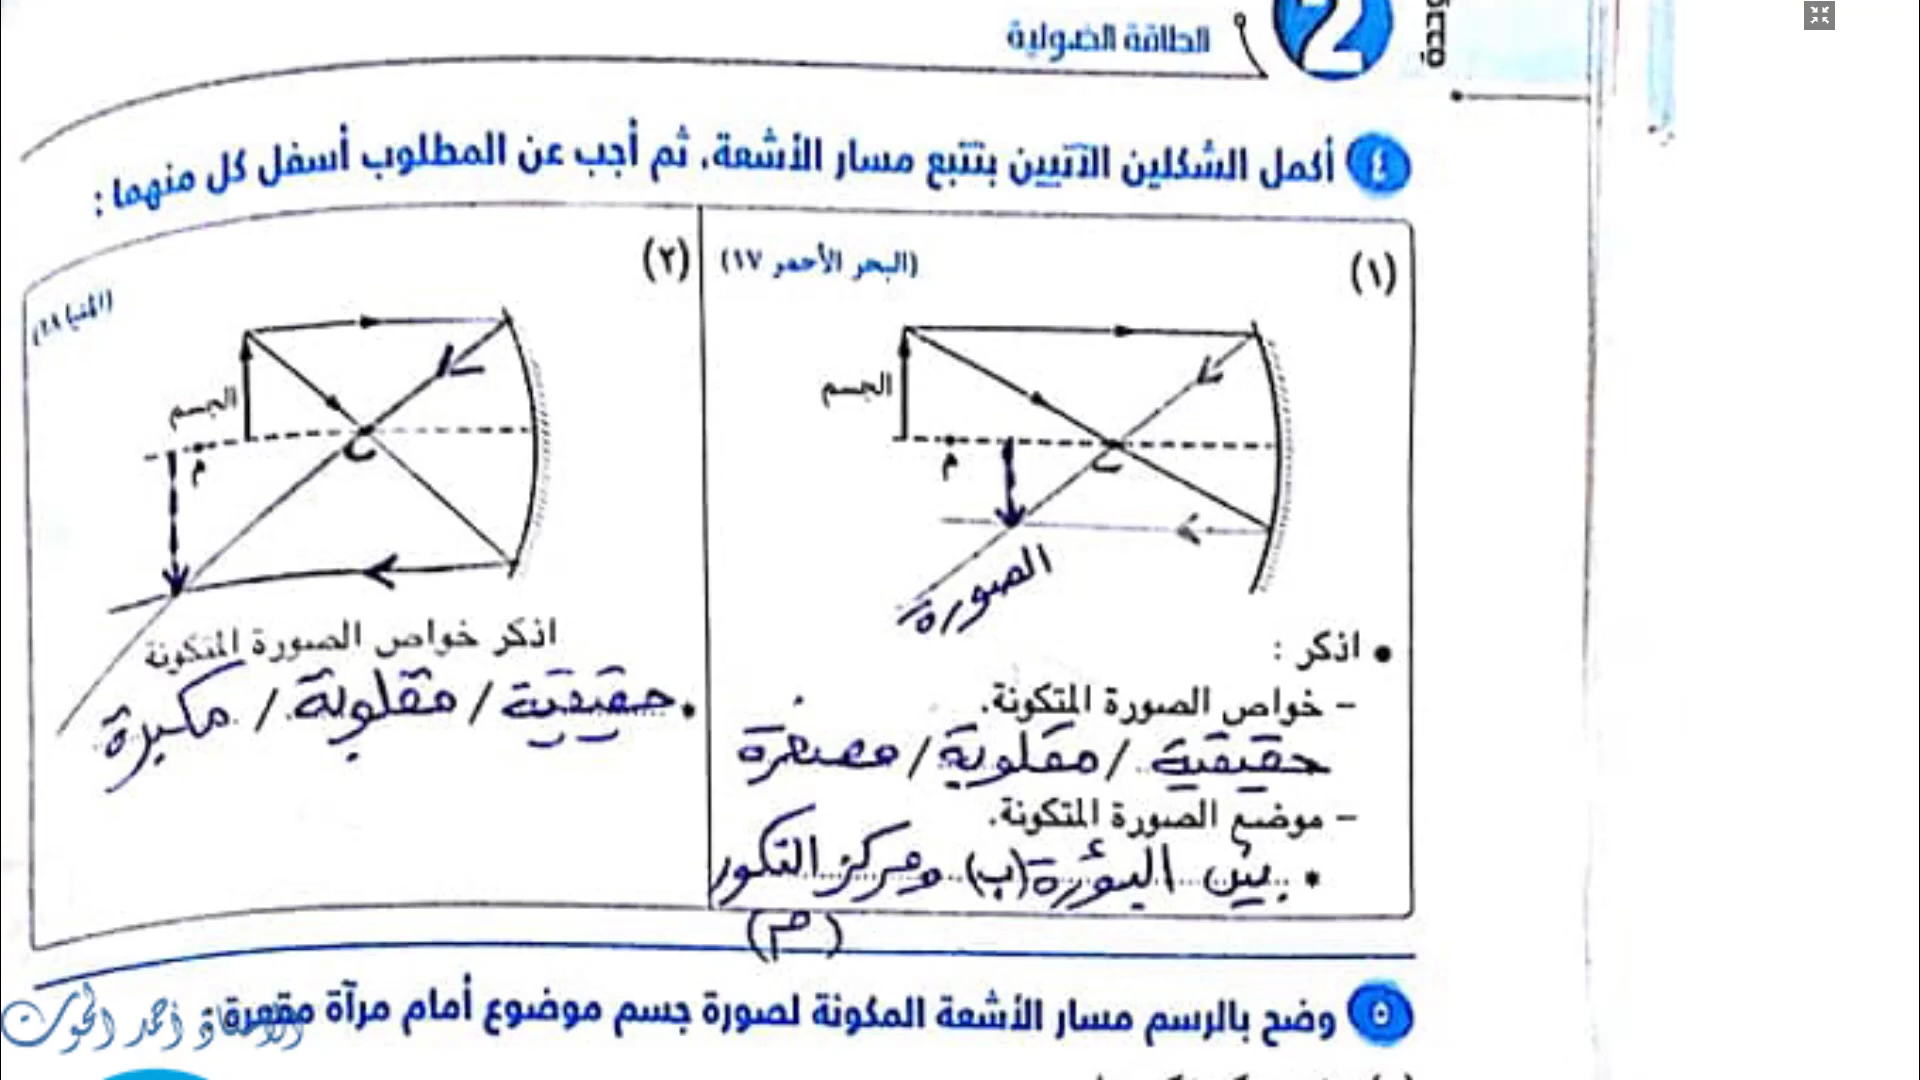 2
الطاقة الضوئية
٤ أكمل الشكلين الآتيين بتتبع مسار الأشعة، ثم أجب عن المطلوب أسفل كل منهما :
(١)
(البحر الأحمر ١٧)
الجسم
م
ب
الصورة
• اذكر :
– خواص الصورة المتكونة.
حقيقية / مقلوبة / مصغرة
– موضع الصورة المتكونة.
• بين البؤرة (ب) ومركز التكور
(م)
(٢)
(المنيا ١٨)
الجسم
م
ب
اذكر خواص الصورة المتكونة
• حقيقية / مقلوبة / مكبرة
٥ وضح بالرسم مسار الأشعة المكونة لصورة جسم موضوع أمام مرآة مقعرة :
الأستاذ أحمد الحوت